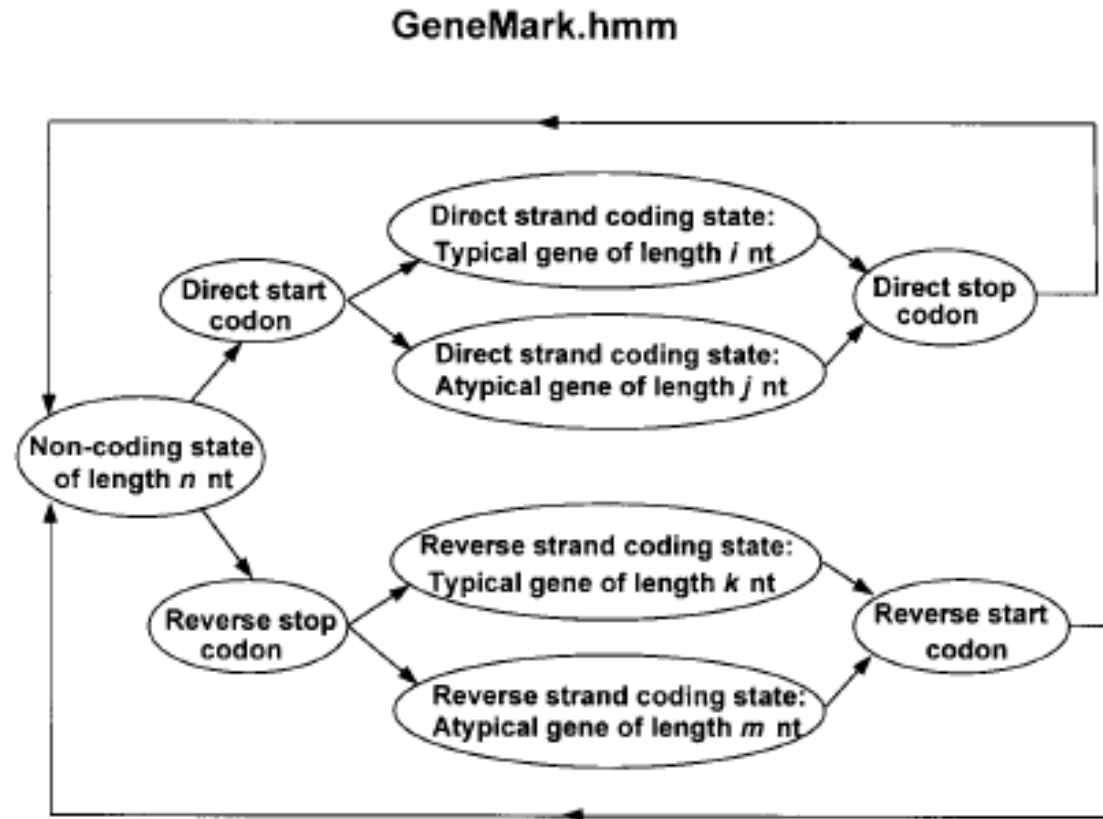 GeneMark.hmm
Direct strand coding state:
Typical gene of length i nt
Direct start
codon
Direct stop
codon
Direct strand coding state:
Atypical gene of length j nt
Non-coding state
of length n nt
Reverse strand coding state:
Typical gene of length k nt
Reverse stop
codon
Reverse start
codon
Reverse strand coding state:
Atypical gene of length m nt